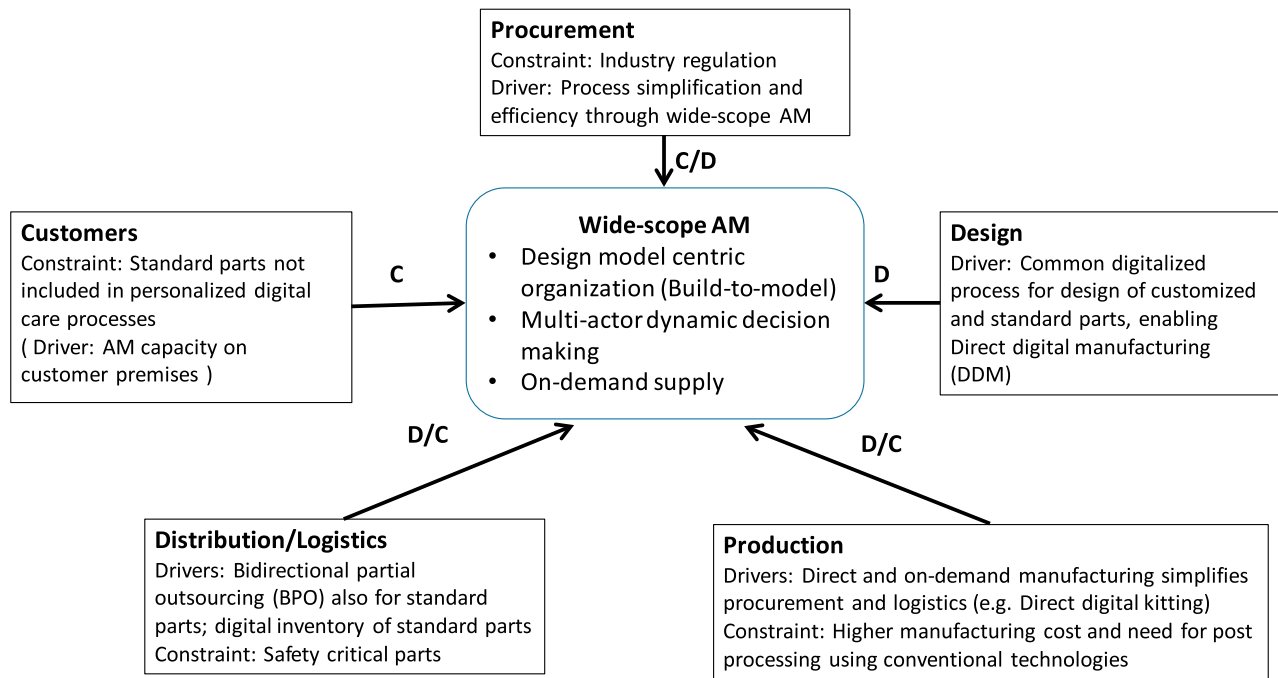 Procurement
Constraint: Industry regulation
Driver: Process simplification and
efficiency through wide-scope AM
C/D
Customers
Constraint: Standard parts not
included in personalized digital
care processes
( Driver: AM capacity on
customer premises )
C
Wide-scope AM
• Design model centric
organization (Build-to-model)
• Multi-actor dynamic decision
making
• On-demand supply
D
Design
Driver: Common digitalized
process for design of customized
and standard parts, enabling
Direct digital manufacturing
(DDM)
D/C
D/C
Distribution/Logistics
Drivers: Bidirectional partial
outsourcing (BPO) also for standard
parts; digital inventory of standard parts
Constraint: Safety critical parts
Production
Drivers: Direct and on-demand manufacturing simplifies
procurement and logistics (e.g. Direct digital kitting)
Constraint: Higher manufacturing cost and need for post
processing using conventional technologies